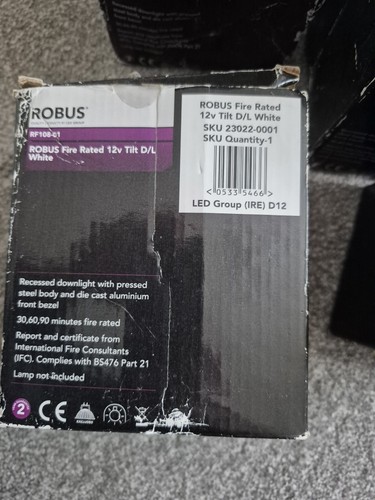 ROBUS
RF108-01
ROBUS Fire Rated 12v Tilt D/L
White
ROBUS Fire Rated
12v Tilt D/L White
SKU 23022-0001
SKU Quantity-1
<05335466>
LED Group (IRE) D12
Recessed downlight with pressed
steel body and die cast aluminium
front bezel
30,60,90 minutes fire rated
Report and certificate from
International Fire Consultants
(IFC). Complies with BS476 Part 21
Lamp not included
2 CE